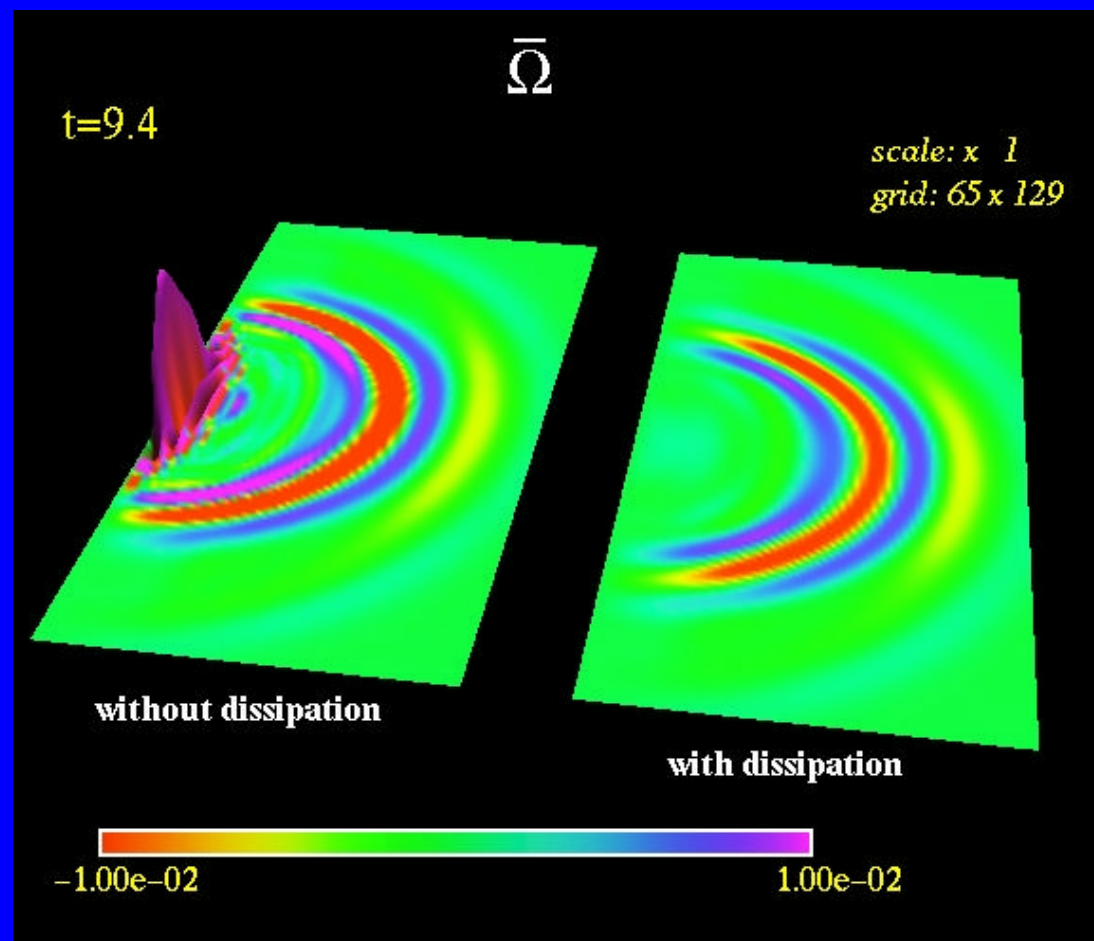 Ω̄
t=9.4
scale: x 1
grid: 65 x 129
without dissipation
with dissipation
−1.00e−02
1.00e−02